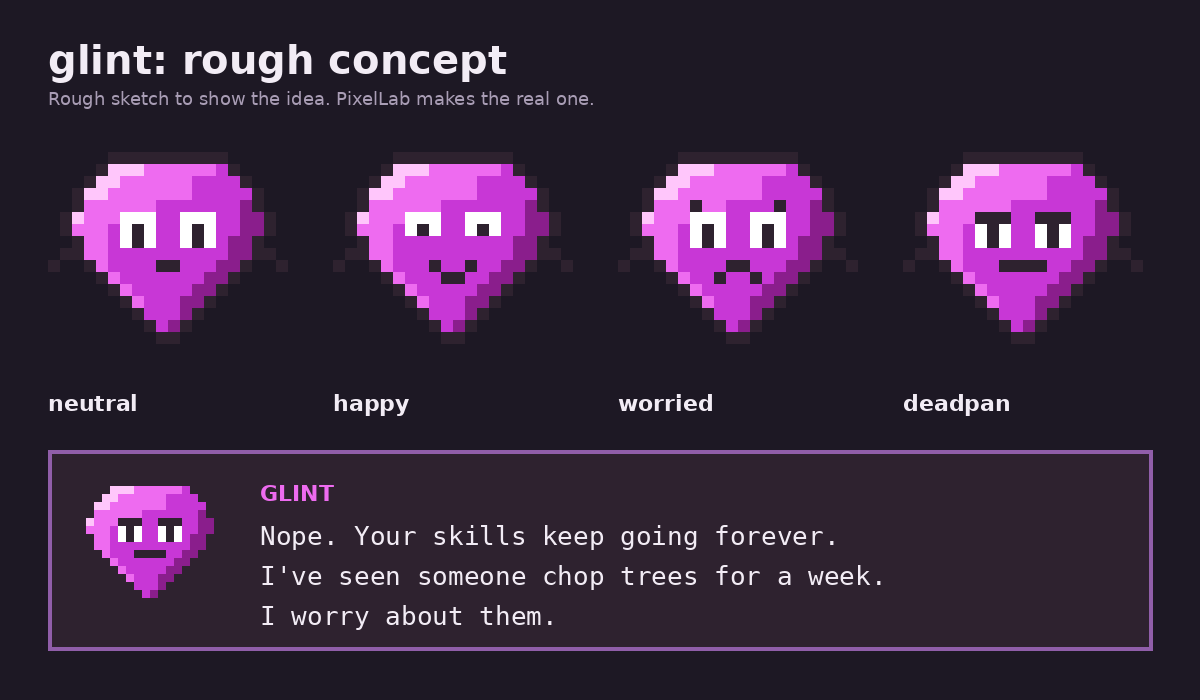 glint: rough concept
Rough sketch to show the idea. PixelLab makes the real one.
neutral
happy
worried
deadpan
GLINT
Nope. Your skills keep going forever.
I've seen someone chop trees for a week.
I worry about them.